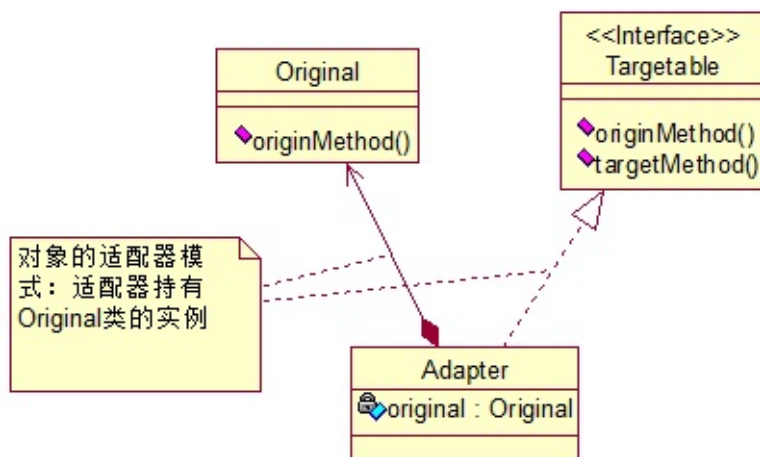 Original
originMethod()
<<Interface>>
Targetable
originMethod()
targetMethod()
对象的适配器模
式：适配器持有
Original类的实例
Adapter
original : Original